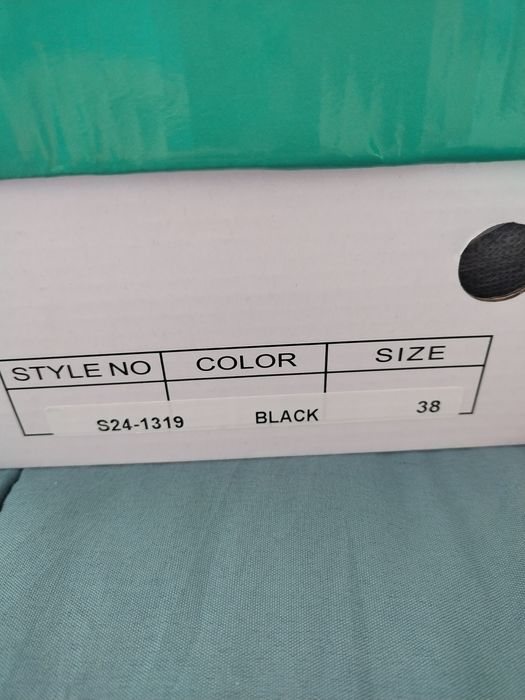 STYLE NO COLOR SIZE
S24-1319 BLACK 38